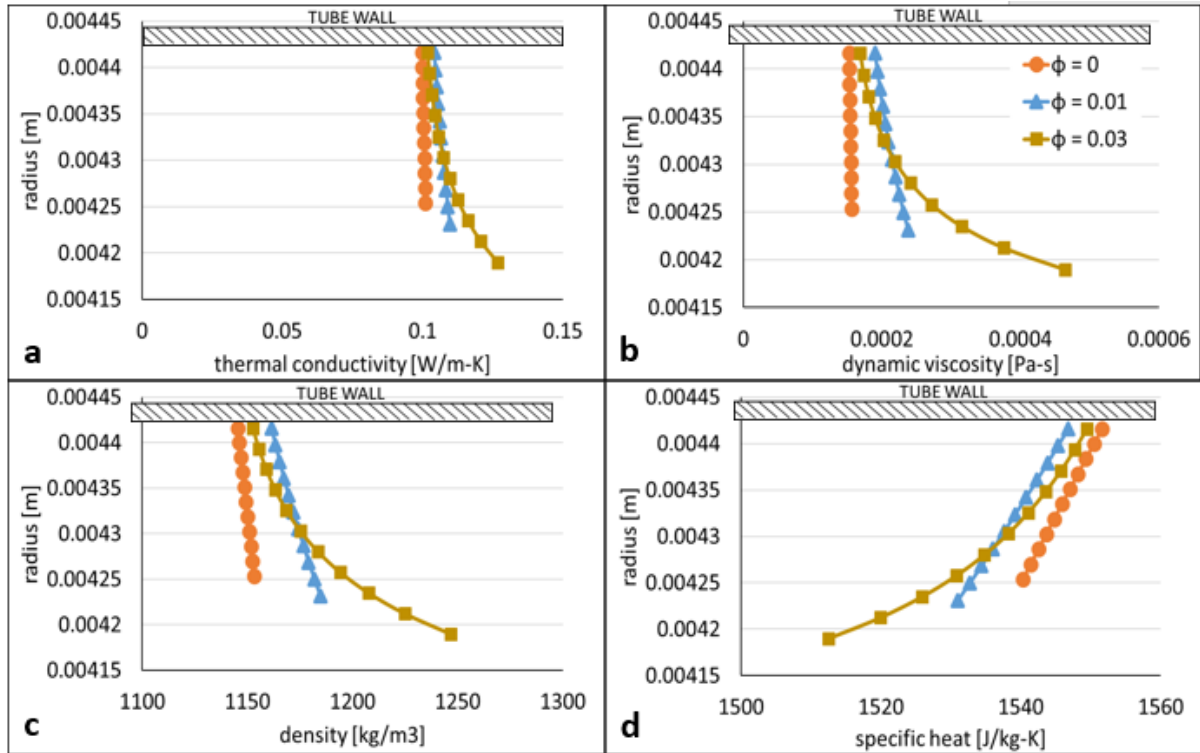 TUBE WALL
0.00445
0.0044
0.00435
0.0043
0.00425
0.0042
0.00415
radius [m]
0 0.05 0.1 0.15
a
thermal conductivity [W/m-K]
TUBE WALL
0.00445
0.0044
0.00435
0.0043
0.00425
0.0042
0.00415
radius [m]
ϕ = 0
ϕ = 0.01
ϕ = 0.03
0 0.0002 0.0004 0.0006
b
dynamic viscosity [Pa-s]
TUBE WALL
0.00445
0.0044
0.00435
0.0043
0.00425
0.0042
0.00415
radius [m]
1100 1150 1200 1250 1300
c
density [kg/m3]
TUBE WALL
0.00445
0.0044
0.00435
0.0043
0.00425
0.0042
0.00415
radius [m]
1500 1520 1540 1560
d
specific heat [J/kg-K]